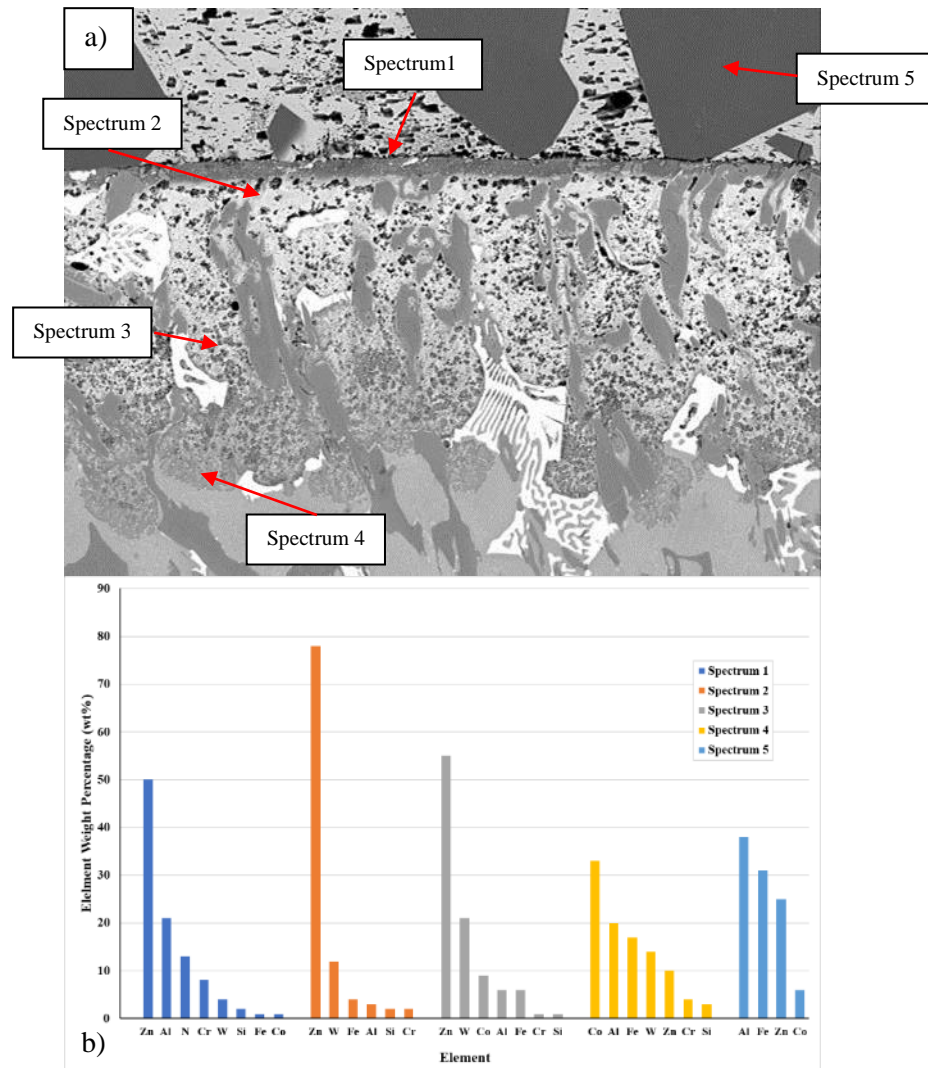 a)
Spectrum1
Spectrum 5
Spectrum 2
Spectrum 3
Spectrum 4
90
80
70
60
50
40
30
20
10
0
Elelment Weight Percentage (wt%)
Spectrum 1
Spectrum 2
Spectrum 3
Spectrum 4
Spectrum 5
Zn Al N Cr W Si Fe Co Zn W Fe Al Si Cr Zn W Co Al Fe Cr Si Co Al Fe W Zn Cr Si Al Fe Zn Co
b)
Element